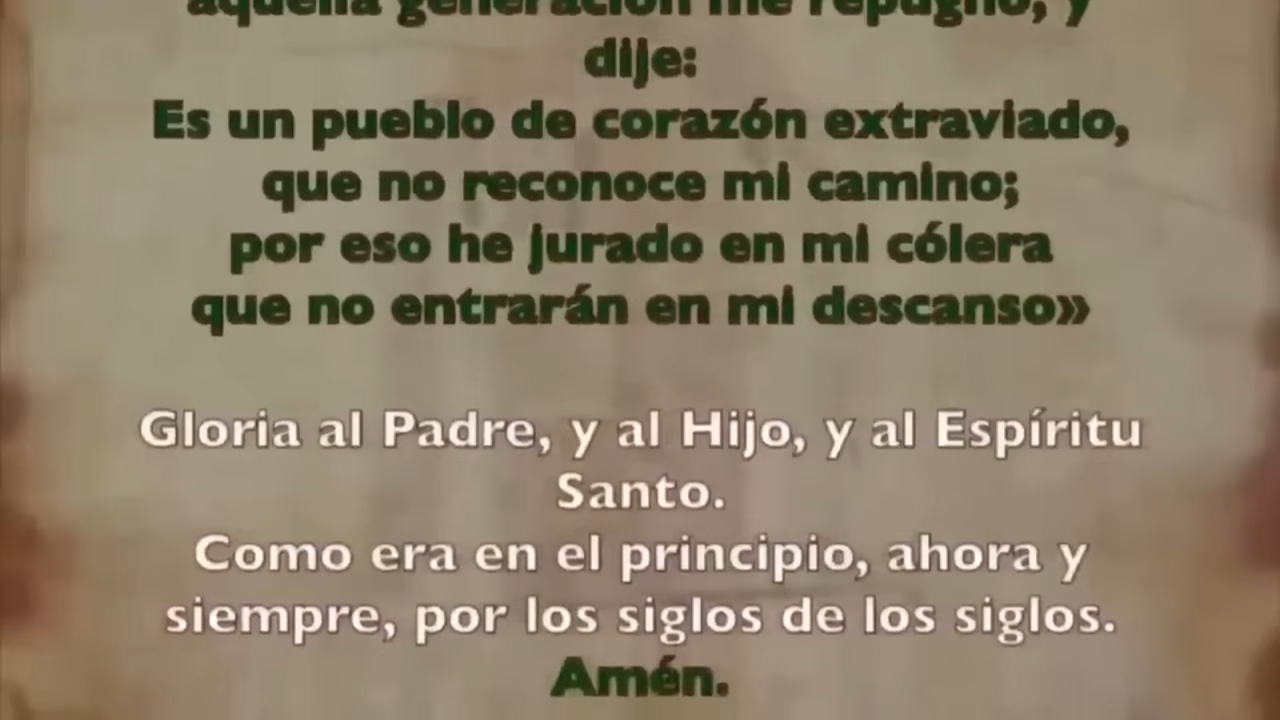 aquella generación me repugnó, y
dije:
Es un pueblo de corazón extraviado,
que no reconoce mi camino;
por eso he jurado en mi cólera
que no entrarán en mi descanso»
Gloria al Padre, y al Hijo, y al Espíritu
Santo.
Como era en el principio, ahora y
siempre, por los siglos de los siglos.
Amén.